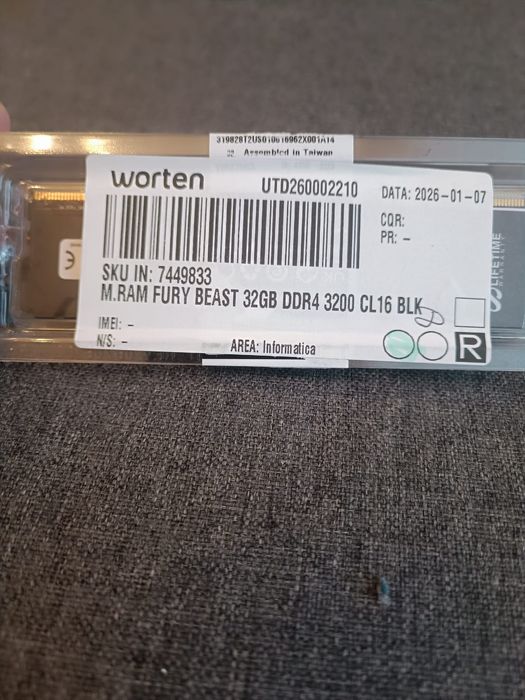 Assembled in Taiwan
worten
UTD260002210
DATA: 2026-01-07
CQR:
PR: -
SKU IN: 7449833
M.RAM FURY BEAST 32GB DDR4 3200 CL16 BLK
IMEI: -
N/S: -
AREA: Informatica
R
LIFETIME
WARRANTY